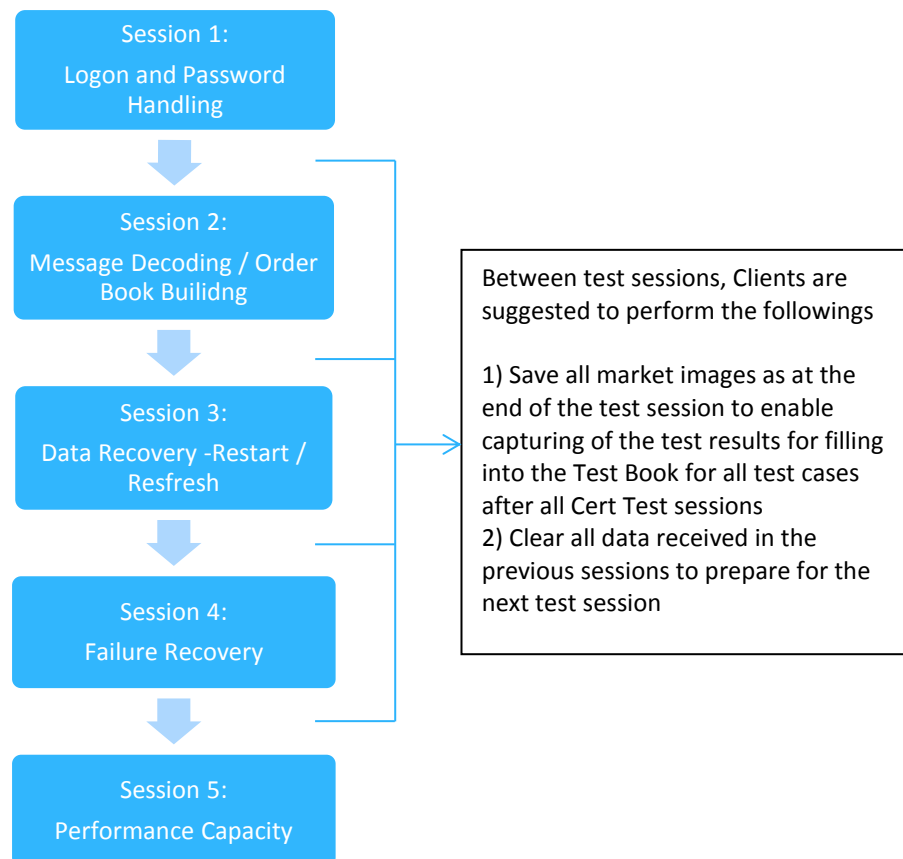 Session 1:
Logon and Password
Handling
Session 2:
Message Decoding / Order
Book Builidng
Session 3:
Data Recovery -Restart /
Resfresh
Session 4:
Failure Recovery
Session 5:
Performance Capacity
Between test sessions, Clients are
suggested to perform the followings
1) Save all market images as at the
end of the test session to enable
capturing of the test results for filling
into the Test Book for all test cases
after all Cert Test sessions
2) Clear all data received in the
previous sessions to prepare for the
next test session